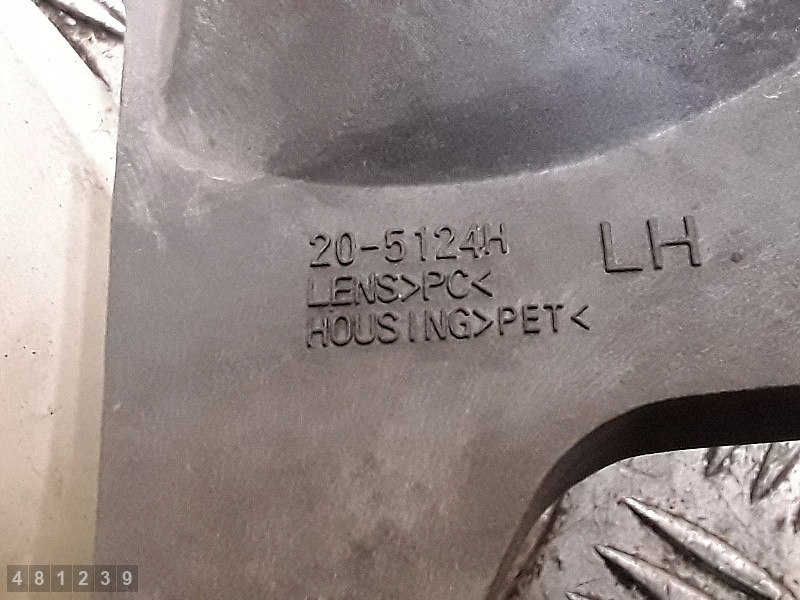 20-5124H
LH
LENS>PC<
HOUSING>PET<
481239